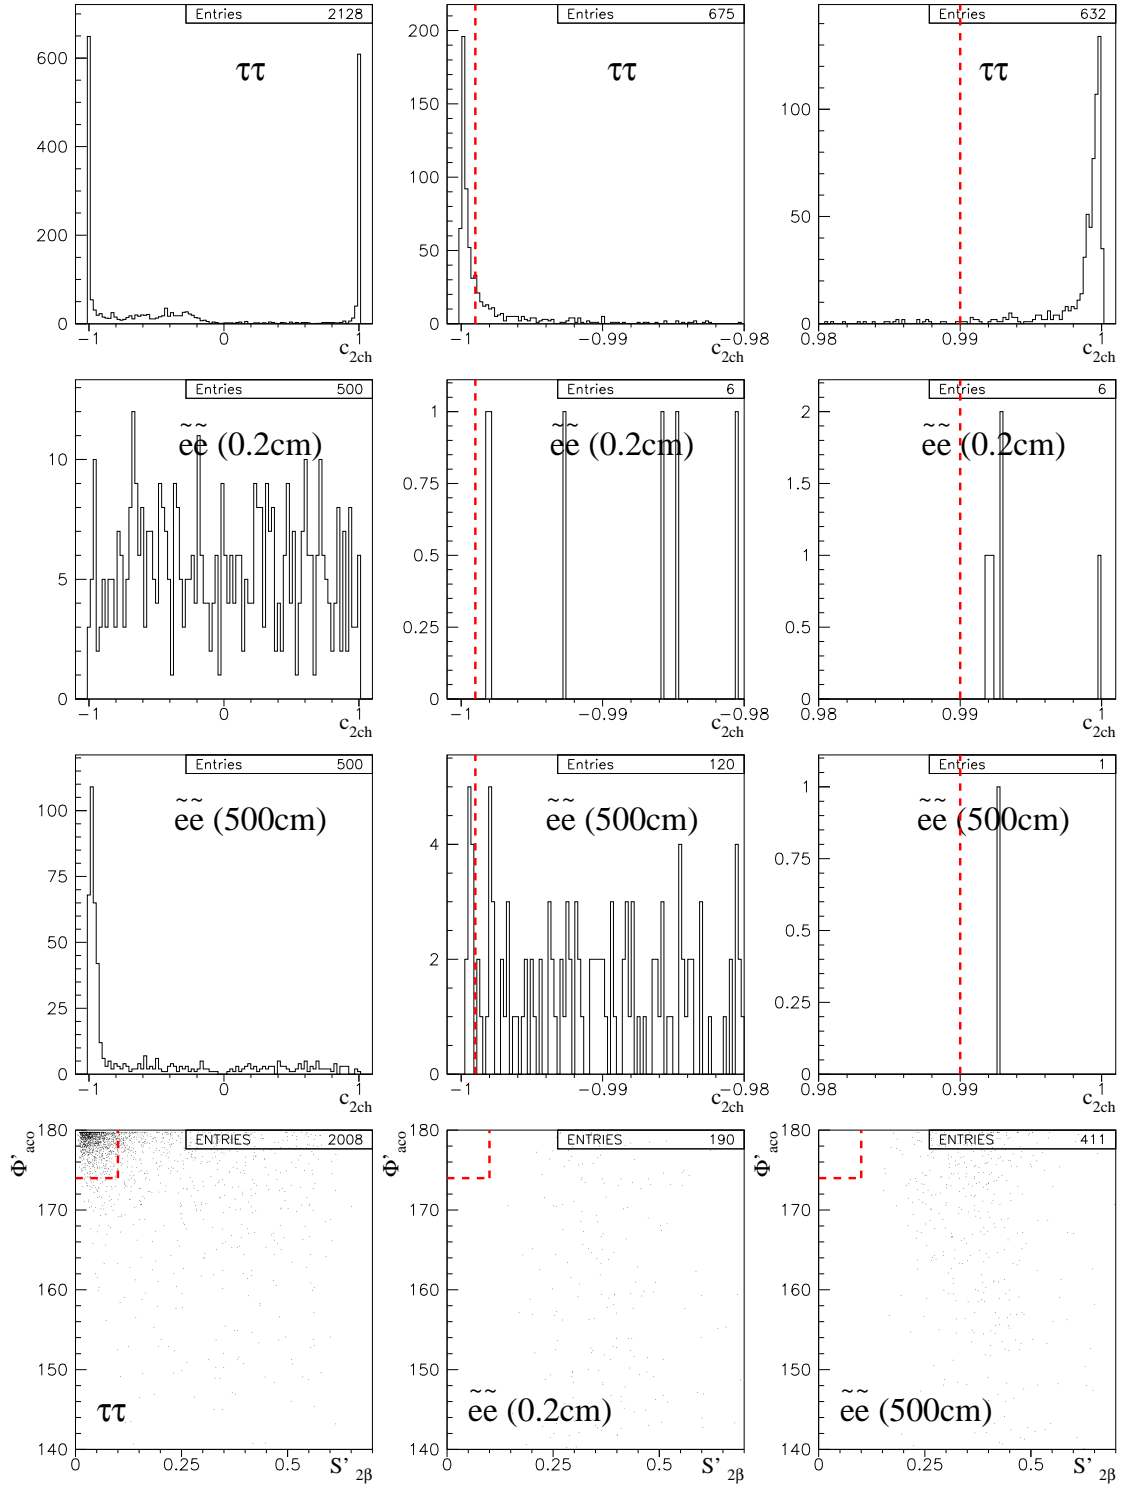 Entries 2128
ττ
600
400
200
0
-1 0 1
c2ch
Entries 675
ττ
200
150
100
50
0
-1 -0.99 -0.98
c2ch
Entries 632
ττ
100
50
0
0.98 0.99 1
c2ch
Entries 500
ẽẽ (0.2cm)
10
5
0
-1 0 1
c2ch
Entries 6
ẽẽ (0.2cm)
1
0.75
0.5
0.25
0
-1 -0.99 -0.98
c2ch
Entries 6
ẽẽ (0.2cm)
2
1.5
1
0.5
0
0.98 0.99 1
c2ch
Entries 500
ẽẽ (500cm)
100
75
50
25
0
-1 0 1
c2ch
Entries 120
ẽẽ (500cm)
4
2
0
-1 -0.99 -0.98
c2ch
Entries 1
ẽẽ (500cm)
1
0.75
0.5
0.25
0
0.98 0.99 1
c2ch
Φ'aco
ENTRIES 2008
180
170
160
150
140
ττ
0 0.25 0.5
S'2β
Φ'aco
ENTRIES 190
180
170
160
150
140
ẽẽ (0.2cm)
0 0.25 0.5
S'2β
Φ'aco
ENTRIES 411
180
170
160
150
140
ẽẽ (500cm)
0 0.25 0.5
S'2β